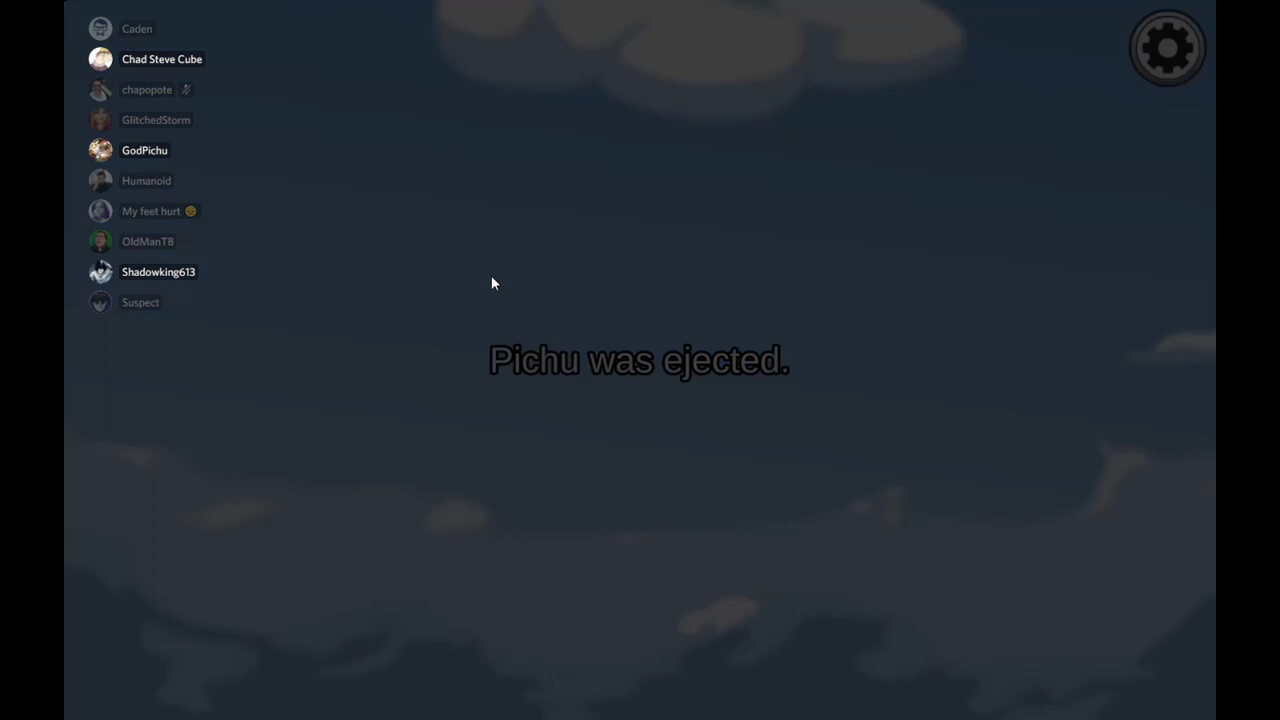 Caden
Chad Steve Cube
chapopote
GlitchedStorm
GodPichu
Humanoid
My feet hurt 😔
OldManTB
Shadowking613
Suspect
Pichu was ejected.